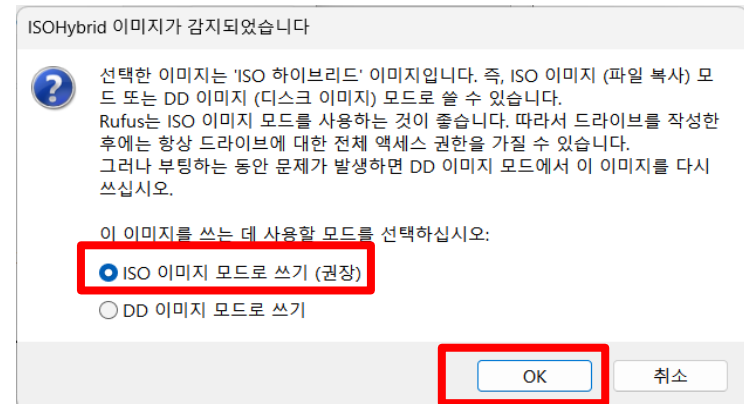 ISOHybrid 이미지가 감지되었습니다
선택한 이미지는 'ISO 하이브리드' 이미지입니다. 즉, ISO 이미지 (파일 복사) 모
드 또는 DD 이미지 (디스크 이미지) 모드로 쓸 수 있습니다.
Rufus는 ISO 이미지 모드를 사용하는 것이 좋습니다. 따라서 드라이브를 작성한
후에는 항상 드라이브에 대한 전체 액세스 권한을 가질 수 있습니다.
그러나 부팅하는 동안 문제가 발생하면 DD 이미지 모드에서 이 이미지를 다시
쓰십시오.
이 이미지를 쓰는 데 사용할 모드를 선택하십시오:
ISO 이미지 모드로 쓰기 (권장)
DD 이미지 모드로 쓰기
OK 취소